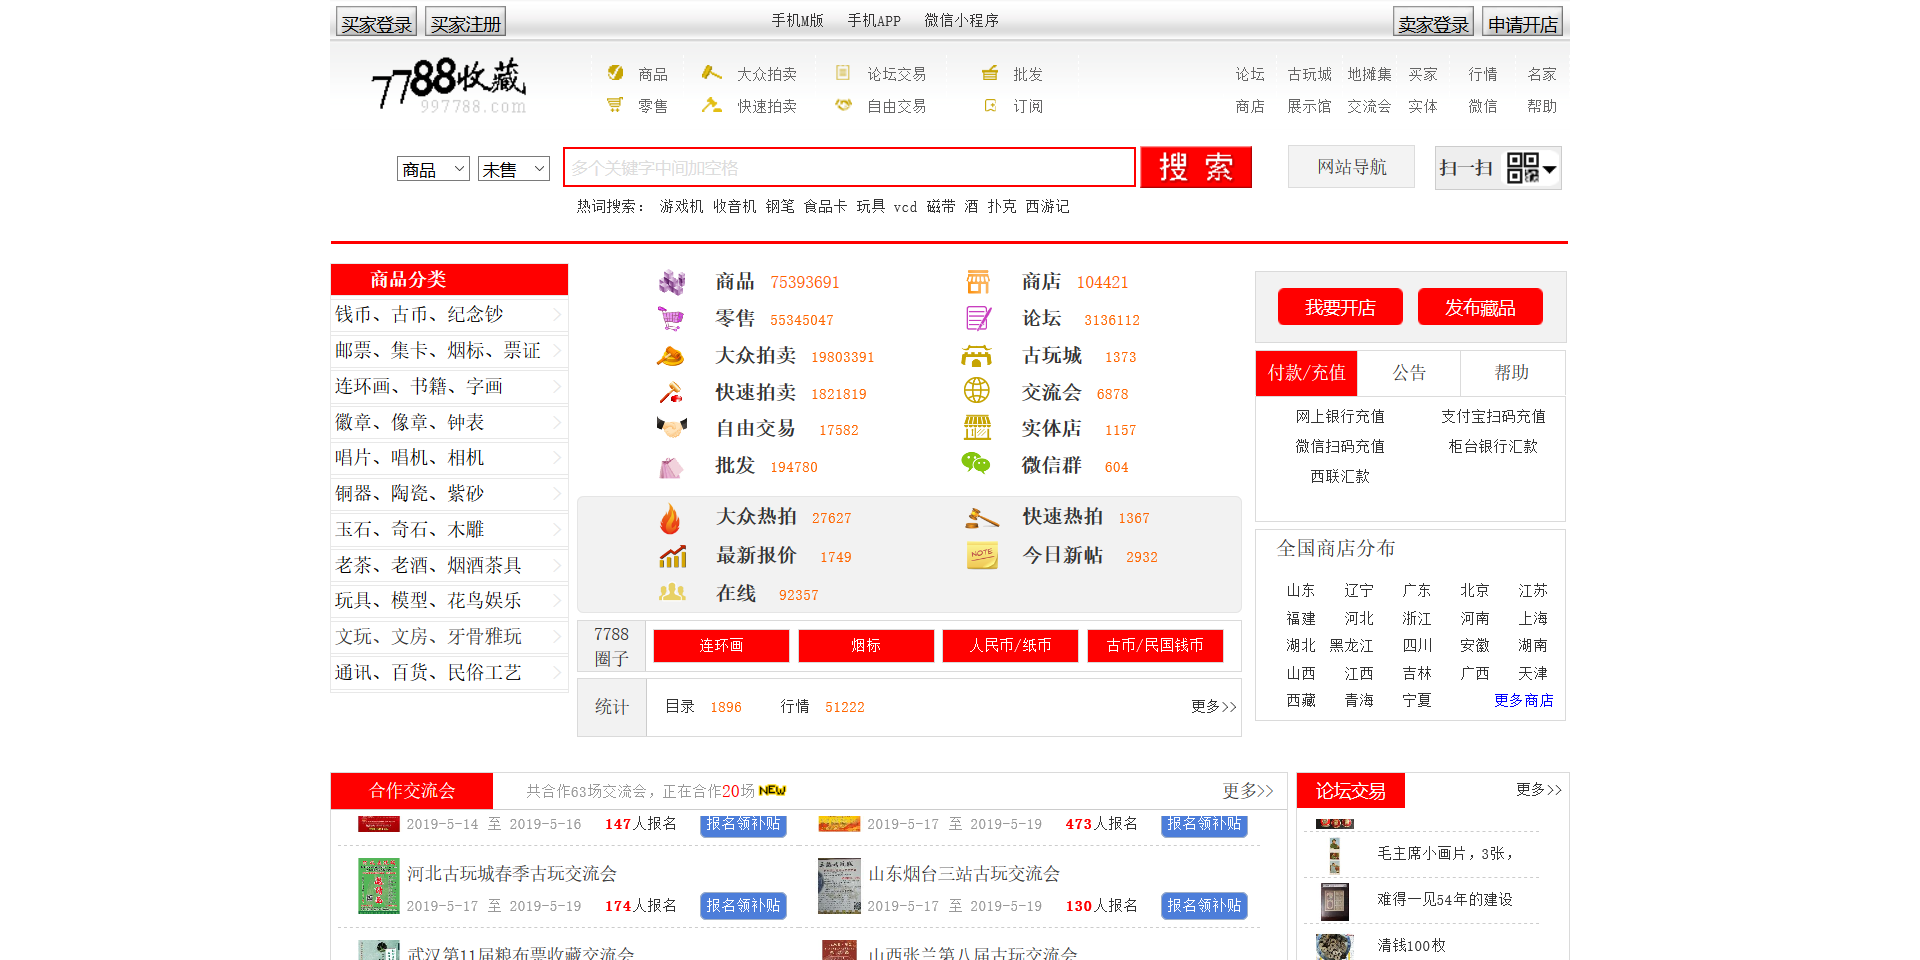 买家登录 买家注册 手机M版 手机APP 微信小程序 卖家登录 申请开店
7788收藏
997788.com
商品 大众拍卖 论坛交易 批发 论坛 古玩城 地摊集 买家 行情 名家
零售 快速拍卖 自由交易 订阅 商店 展示馆 交流会 实体 微信 帮助
商品 未售 多个关键字中间加空格 搜 索 网站导航 扫一扫
热词搜索： 游戏机 收音机 钢笔 食品卡 玩具 vcd 磁带 酒 扑克 西游记
商品分类
钱币、古币、纪念钞
邮票、集卡、烟标、票证
连环画、书籍、字画
徽章、像章、钟表
唱片、唱机、相机
铜器、陶瓷、紫砂
玉石、奇石、木雕
老茶、老酒、烟酒茶具
玩具、模型、花鸟娱乐
文玩、文房、牙骨雅玩
通讯、百货、民俗工艺
商品 75393691 商店 104421
零售 55345047 论坛 3136112
大众拍卖 19803391 古玩城 1373
快速拍卖 1821819 交流会 6878
自由交易 17582 实体店 1157
批发 194780 微信群 604
大众热拍 27627 快速热拍 1367
最新报价 1749 NOTE 今日新帖 2932
在线 92357
7788
圈子
连环画 烟标 人民币/纸币 古币/民国钱币
统计 目录 1896 行情 51222 更多>>
我要开店 发布藏品
付款/充值 公告 帮助
网上银行充值 支付宝扫码充值
微信扫码充值 柜台银行汇款
西联汇款
全国商店分布
山东 辽宁 广东 北京 江苏
福建 河北 浙江 河南 上海
湖北 黑龙江 四川 安徽 湖南
山西 江西 吉林 广西 天津
西藏 青海 宁夏 更多商店
合作交流会 共合作63场交流会，正在合作20场 NEW 更多>>
2019-5-14 至 2019-5-16 147人报名 报名领补贴 2019-5-17 至 2019-5-19 473人报名 报名领补贴
河北古玩城春季古玩交流会 山东烟台三站古玩交流会
2019-5-17 至 2019-5-19 174人报名 报名领补贴 2019-5-17 至 2019-5-19 130人报名 报名领补贴
武汉第11届粮布票收藏交流会 山西张兰第八届古玩交流会
论坛交易 更多>>
毛主席小画片，3张，
难得一见54年的建设
清钱100枚